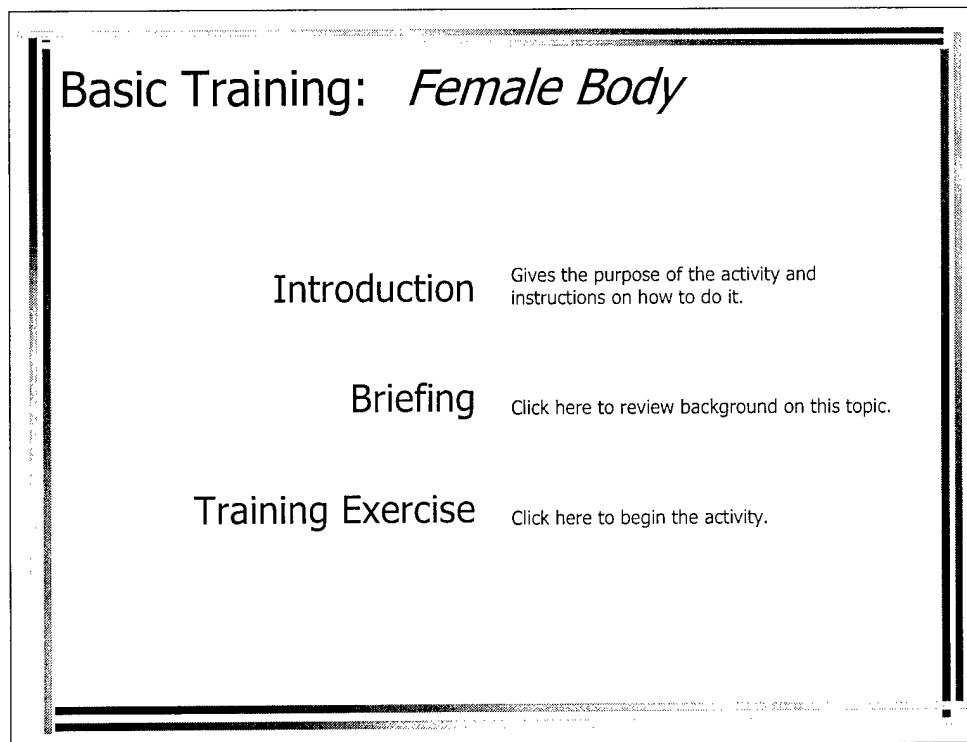 Basic Training: Female Body
Introduction
Gives the purpose of the activity and
instructions on how to do it.
Briefing
Click here to review background on this topic.
Training Exercise
Click here to begin the activity.